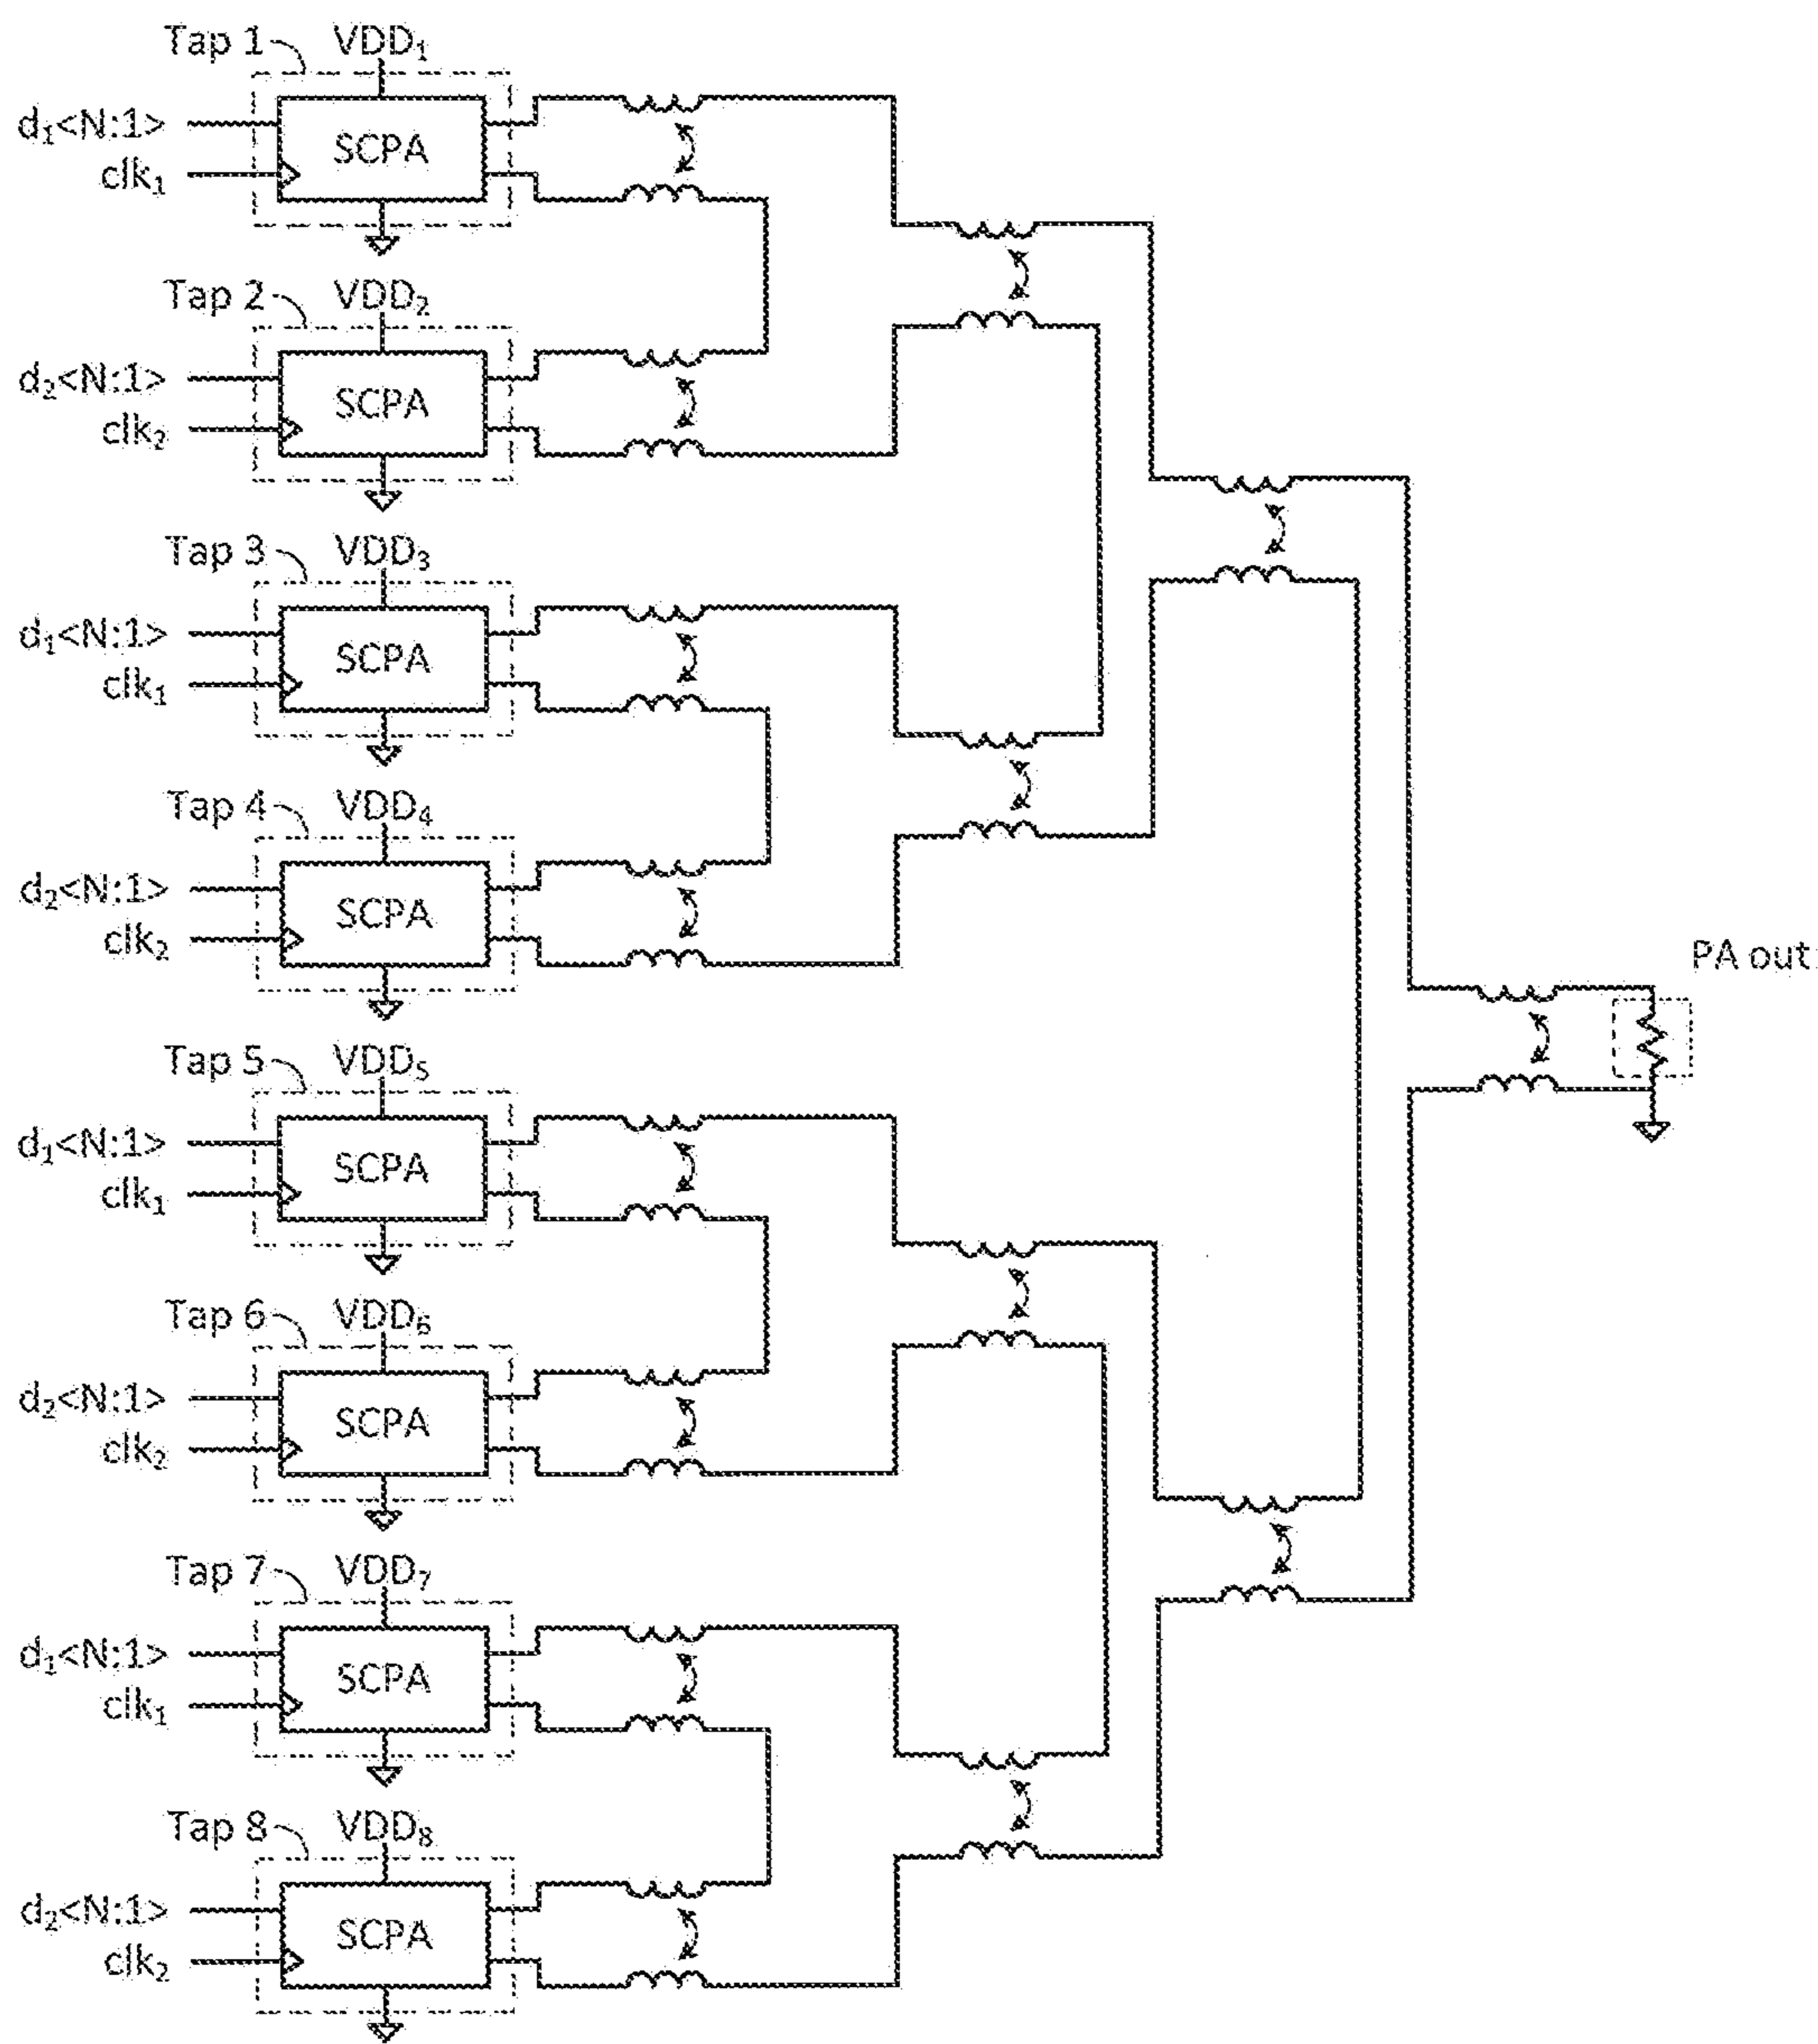 Tap 1 VDD₁
d₁<N:1>
SCPA
clk₁
Tap 2 VDD₂
d₂<N:1>
SCPA
clk₂
Tap 3 VDD₃
d₁<N:1>
SCPA
clk₁
Tap 4 VDD₄
d₂<N:1>
SCPA
clk₂
PA out
Tap 5 VDD₅
d₁<N:1>
SCPA
clk₁
Tap 6 VDD₆
d₂<N:1>
SCPA
clk₂
Tap 7 VDD₇
d₁<N:1>
SCPA
clk₁
Tap 8 VDD₈
d₂<N:1>
SCPA
clk₂